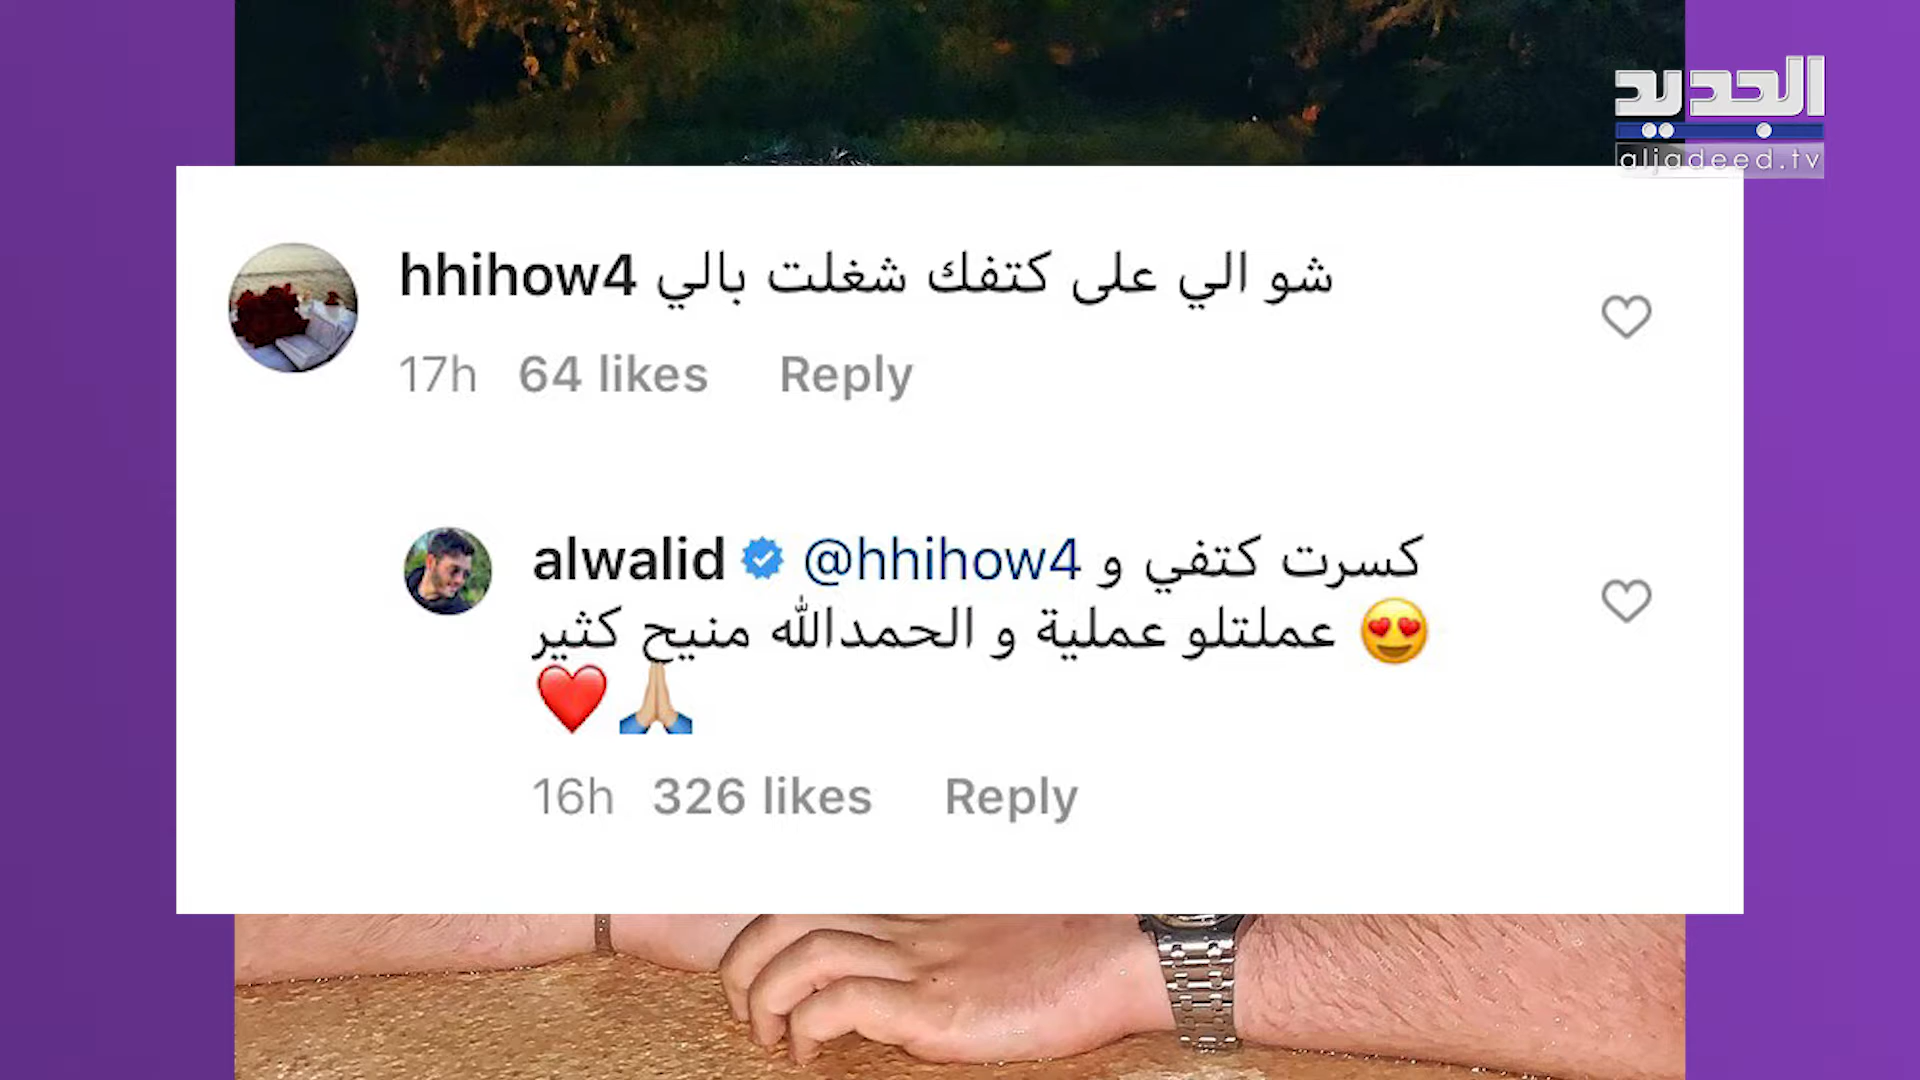 الجديد
aljadeed.tv
hhihow4 شو الي على كتفك شغلت بالي
17h 64 likes Reply
alwalid @hhihow4 كسرت كتفي و
عملتلو عملية و الحمدالله منيح كثير 😍
❤️🙏🏼
16h 326 likes Reply